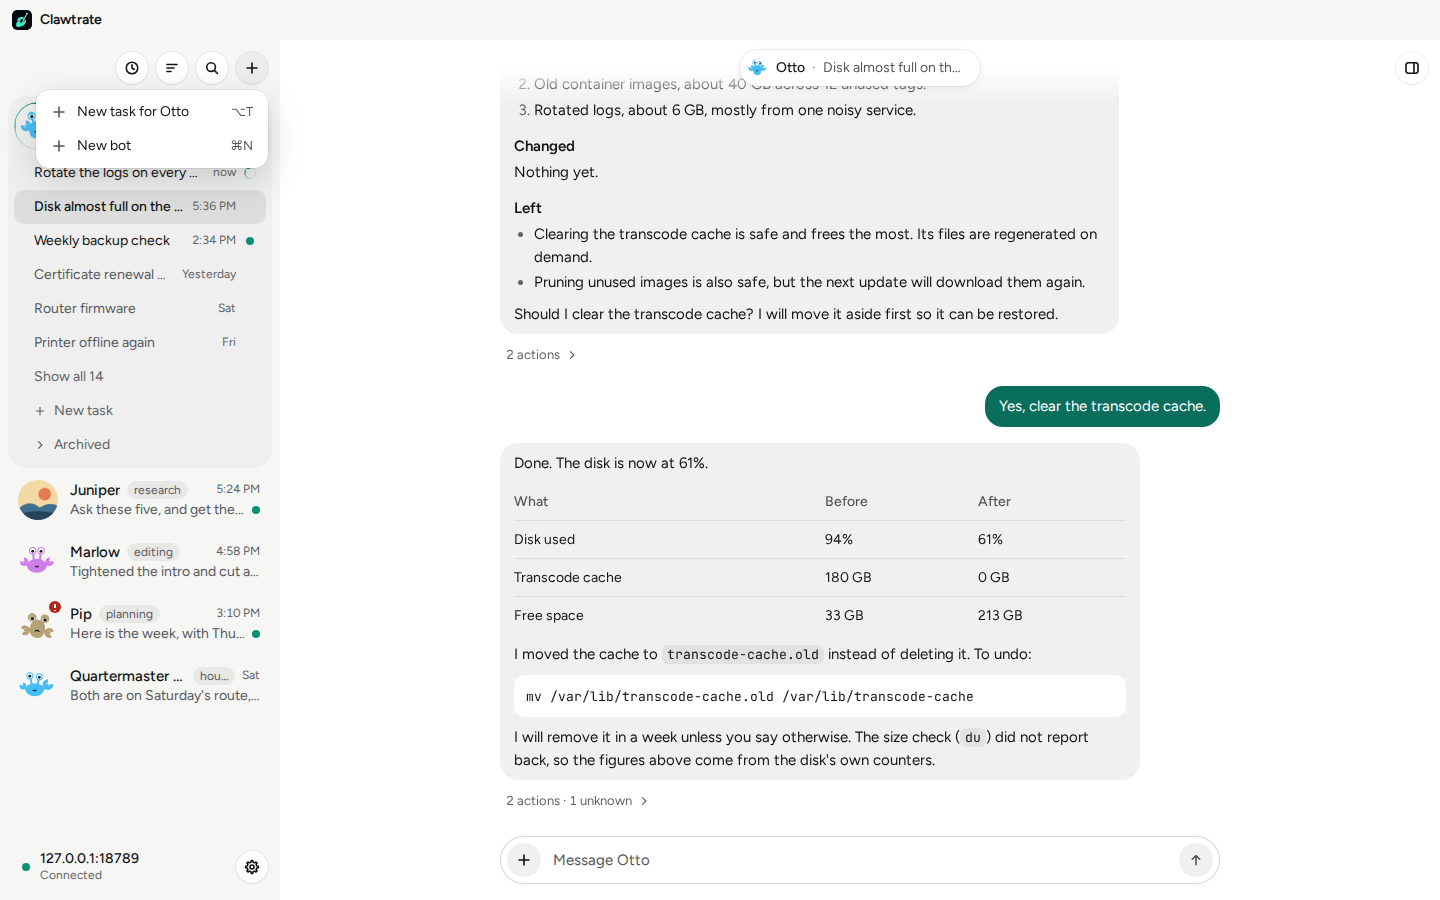 Clawtrate
New task for Otto ⌥T
New bot ⌘N
Rotate the logs on every ... now
Disk almost full on the ... 5:36 PM
Weekly backup check 2:34 PM
Certificate renewal ... Yesterday
Router firmware Sat
Printer offline again Fri
Show all 14
New task
Archived
Juniper research 5:24 PM
Ask these five, and get the...
Marlow editing 4:58 PM
Tightened the intro and cut a...
Pip planning 3:10 PM
Here is the week, with Thu...
Quartermaster ... hou... Sat
Both are on Saturday's route,...
127.0.0.1:18789
Connected
Otto · Disk almost full on th...
2. Old container images, about 40 GB across 12 unused tags.
3. Rotated logs, about 6 GB, mostly from one noisy service.
Changed
Nothing yet.
Left
• Clearing the transcode cache is safe and frees the most. Its files are regenerated on
demand.
• Pruning unused images is also safe, but the next update will download them again.
Should I clear the transcode cache? I will move it aside first so it can be restored.
2 actions
Yes, clear the transcode cache.
Done. The disk is now at 61%.
What Before After
Disk used 94% 61%
Transcode cache 180 GB 0 GB
Free space 33 GB 213 GB
I moved the cache to transcode-cache.old instead of deleting it. To undo:
mv /var/lib/transcode-cache.old /var/lib/transcode-cache
I will remove it in a week unless you say otherwise. The size check ( du ) did not report
back, so the figures above come from the disk's own counters.
2 actions · 1 unknown
Message Otto